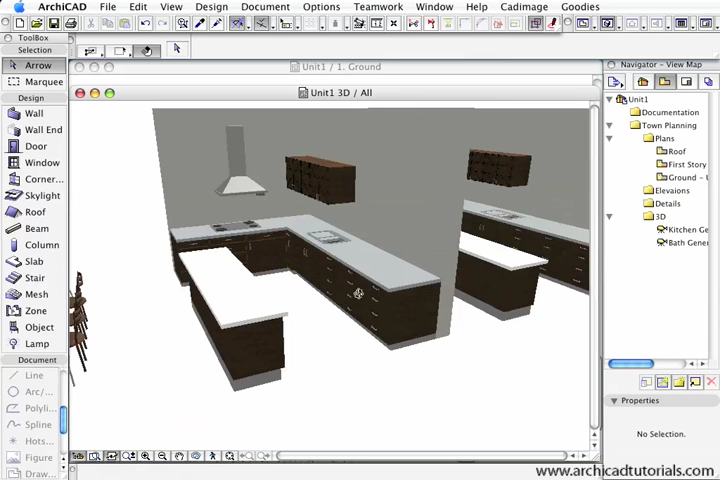 ArchiCAD File Edit View Design Document Options Teamwork Window Help Cadimage Goodies
ToolBox
Selection
Arrow
Marquee
Design
Wall
Wall End
Door
Window
Corner...
Skylight
Roof
Beam
Column
Slab
Stair
Mesh
Zone
Object
Lamp
Document
Line
Arc/...
Polyli...
Spline
Hots...
Figure
Draw...
Unit1 / 1. Ground
Unit1 3D / All
Navigator - View Map
Unit1
Documentation
Town Planning
Plans
Roof
First Story
Ground - U
Elevaions
Details
3D
Kitchen Ge
Bath Gener
Properties
No Selection.
www.archicadtutorials.com